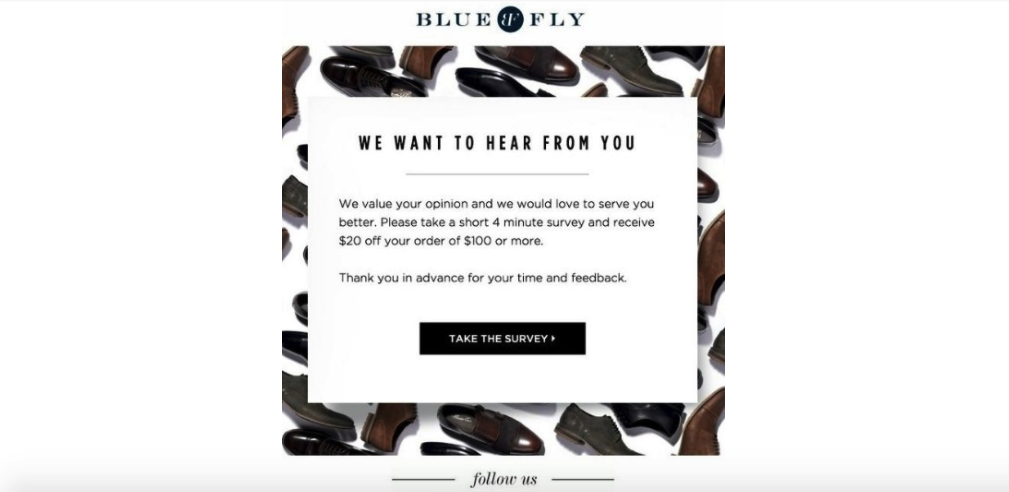 BLUE FLY
WE WANT TO HEAR FROM YOU
We value your opinion and we would love to serve you
better. Please take a short 4 minute survey and receive
$20 off your order of $100 or more.
Thank you in advance for your time and feedback.
TAKE THE SURVEY
follow us